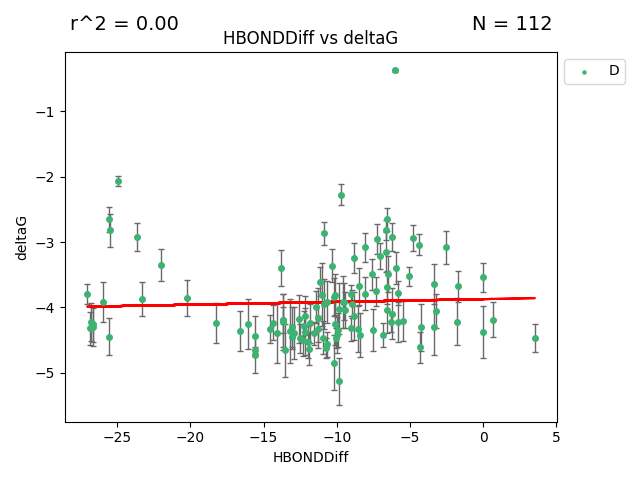 r^2 = 0.00
N = 112
HBONDDiff vs deltaG
D
deltaG
−1
−2
−3
−4
−5
−25
−20
−15
−10
−5
0
5
HBONDDiff